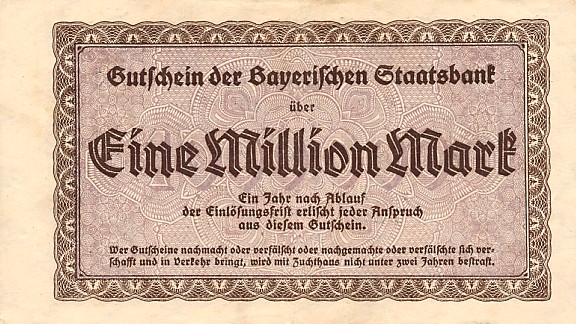 Gutschein der Bayerischen Staatsbank
über
Eine Million Mark
Ein Jahr nach Ablauf
der Einlösungsfrist erlischt jeder Anspruch
aus diesem Gutschein.
Wer Gutscheine nachmacht oder verfälscht oder nachgemachte oder verfälschte sich ver-
schafft und in Verkehr bringt, wird mit Zuchthaus nicht unter zwei Jahren bestraft.